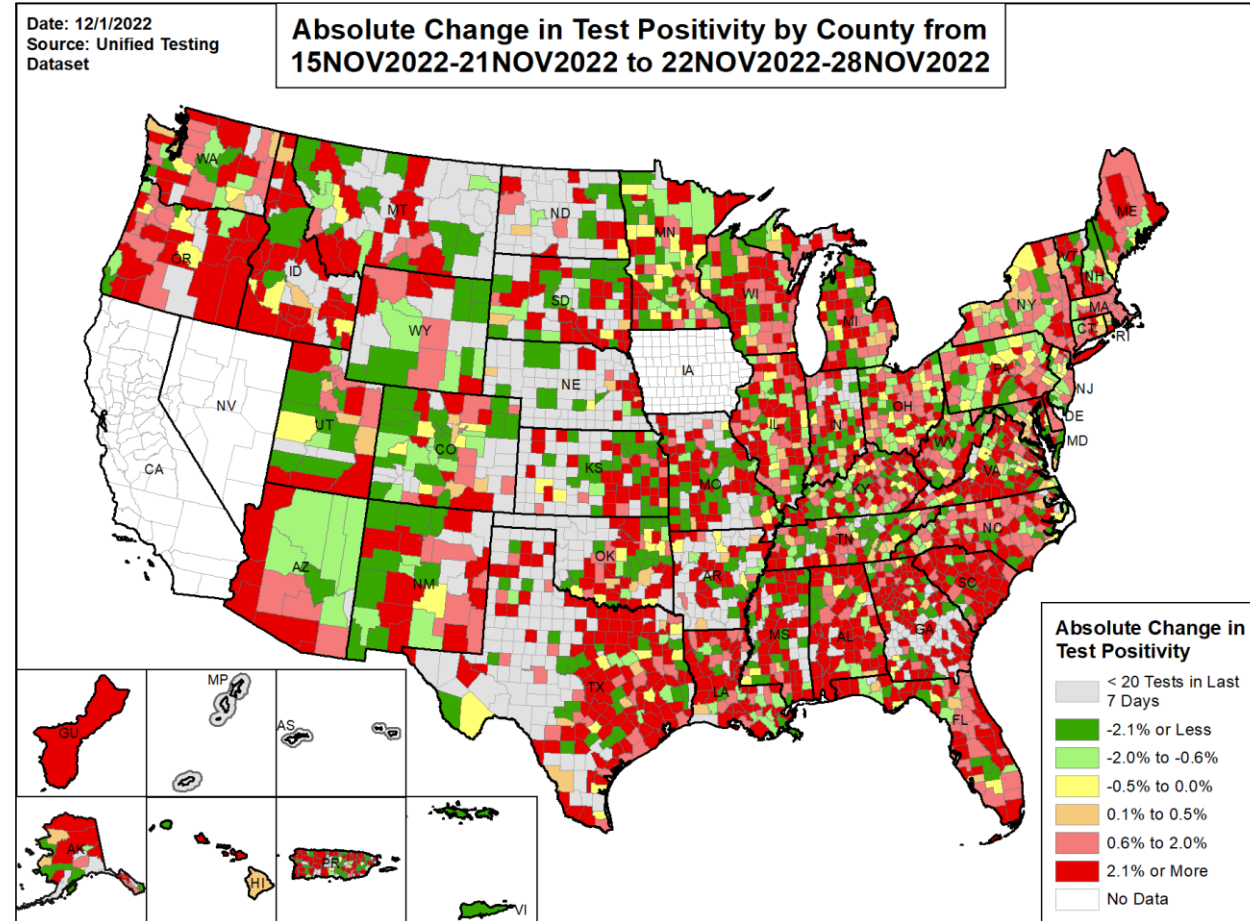 Date: 12/1/2022
Source: Unified Testing
Dataset
Absolute Change in Test Positivity by County from
15NOV2022-21NOV2022 to 22NOV2022-28NOV2022
WA
MT
ND
MN
ME
OR
ID
SD
WI
VT
NH
NY
MA
CT
RI
WY
MI
IA
NE
PA
NJ
NV
UT
CO
IL
IN
OH
DE
MD
WV
VA
CA
KS
MO
KY
NC
AZ
NM
OK
AR
TN
SC
MS
AL
GA
TX
LA
FL
MP
GU
AS
AK
HI
PR
VI
Absolute Change in
Test Positivity
< 20 Tests in Last
7 Days
-2.1% or Less
-2.0% to -0.6%
-0.5% to 0.0%
0.1% to 0.5%
0.6% to 2.0%
2.1% or More
No Data